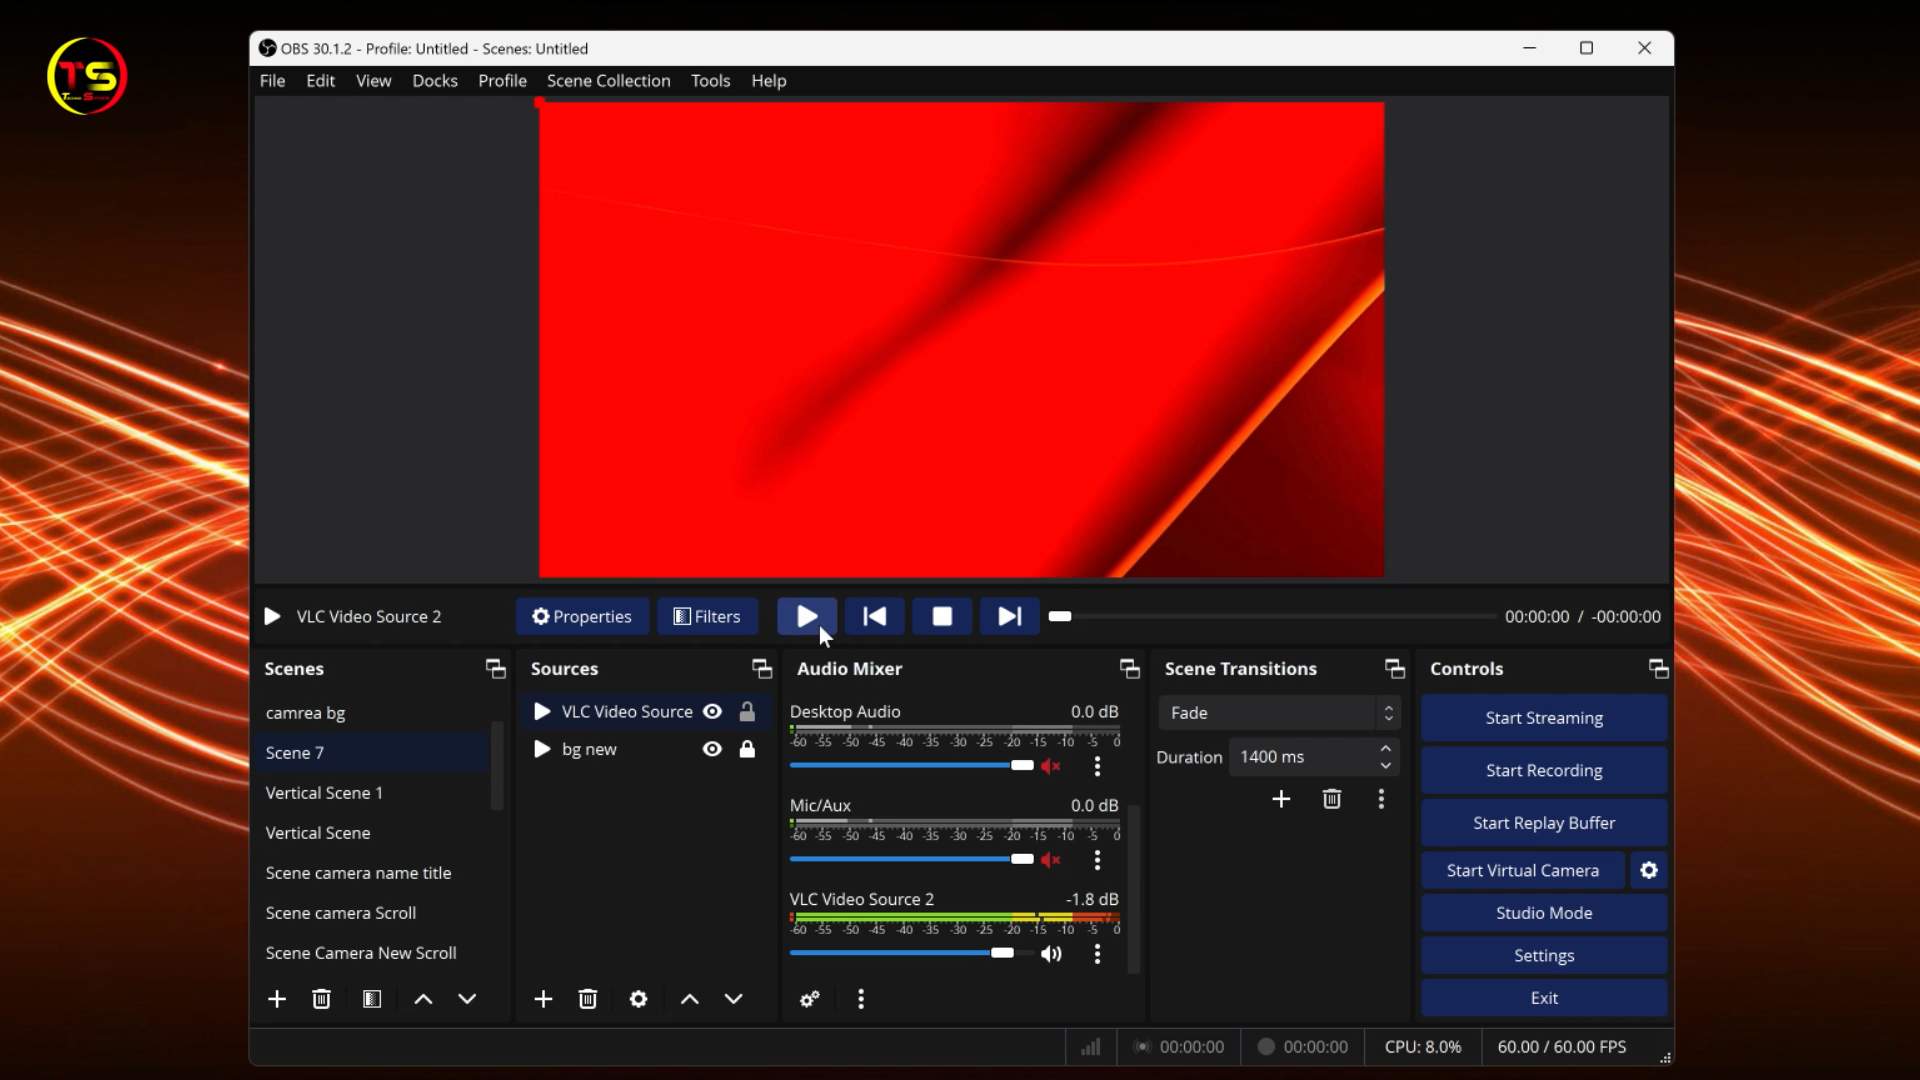 TS
OBS 30.1.2 - Profile: Untitled - Scenes: Untitled
File Edit View Docks Profile Scene Collection Tools Help
VLC Video Source 2 Properties Filters 00:00:00 / -00:00:00
Scenes
camrea bg
Scene 7
Vertical Scene 1
Vertical Scene
Scene camera name title
Scene camera Scroll
Scene Camera New Scroll
Sources
VLC Video Source
bg new
Audio Mixer
Desktop Audio 0.0 dB
-60 -55 -50 -45 -40 -35 -30 -25 -20 -15 -10 -5 0
Mic/Aux 0.0 dB
-60 -55 -50 -45 -40 -35 -30 -25 -20 -15 -10 -5 0
VLC Video Source 2 -1.8 dB
-60 -55 -50 -45 -40 -35 -30 -25 -20 -15 -10 -5 0
Scene Transitions
Fade
Duration 1400 ms
Controls
Start Streaming
Start Recording
Start Replay Buffer
Start Virtual Camera
Studio Mode
Settings
Exit
00:00:00 00:00:00 CPU: 8.0% 60.00 / 60.00 FPS